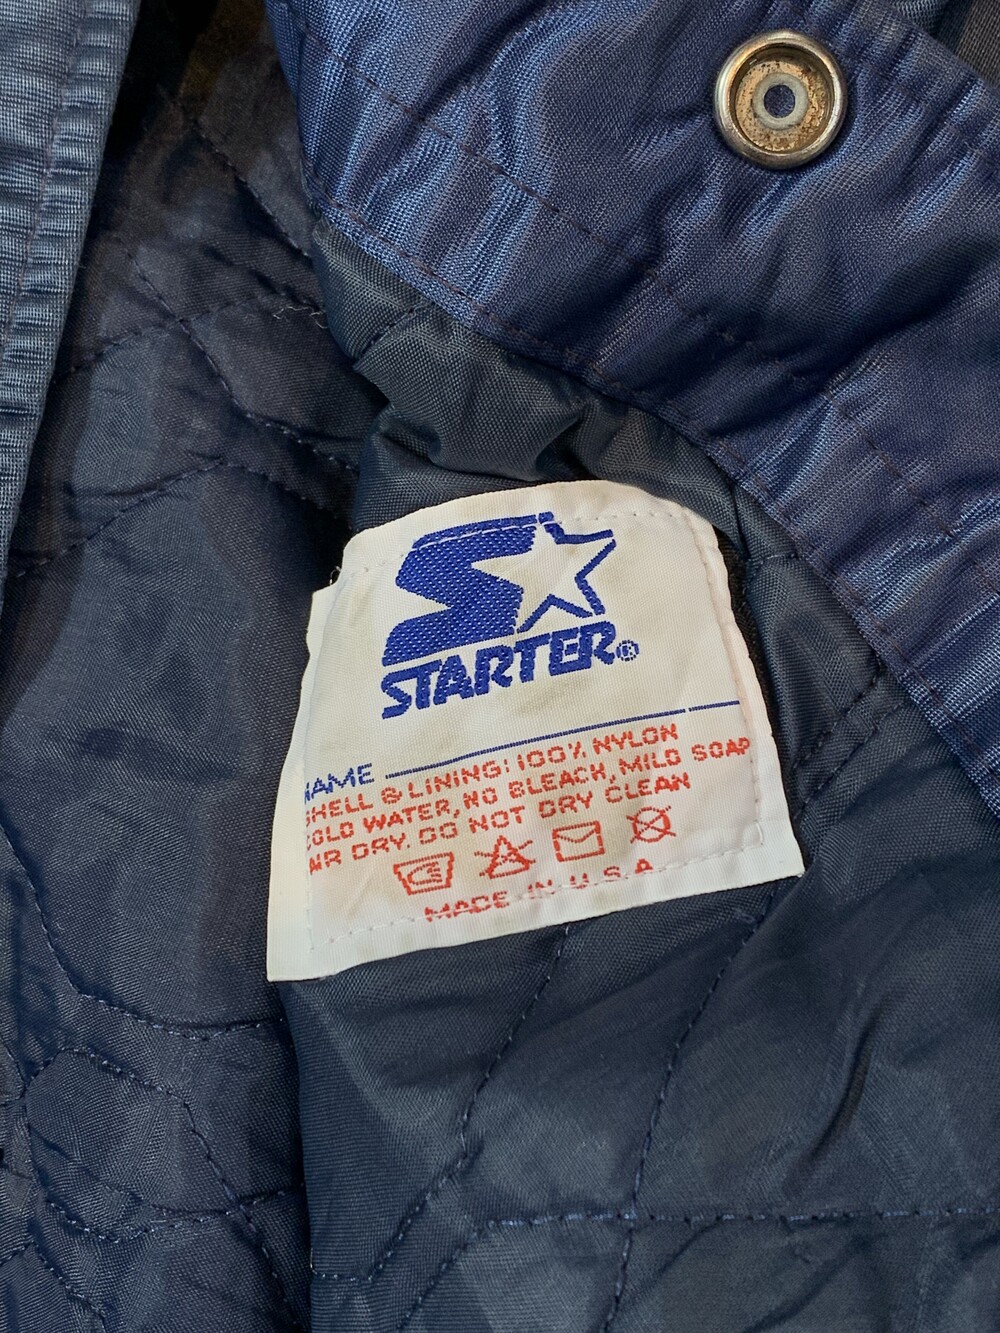 STARTER®
NAME
SHELL & LINING: 100% NYLON
COLD WATER, NO BLEACH, MILD SOAP
AIR DRY. DO NOT DRY CLEAN
MADE IN U.S.A